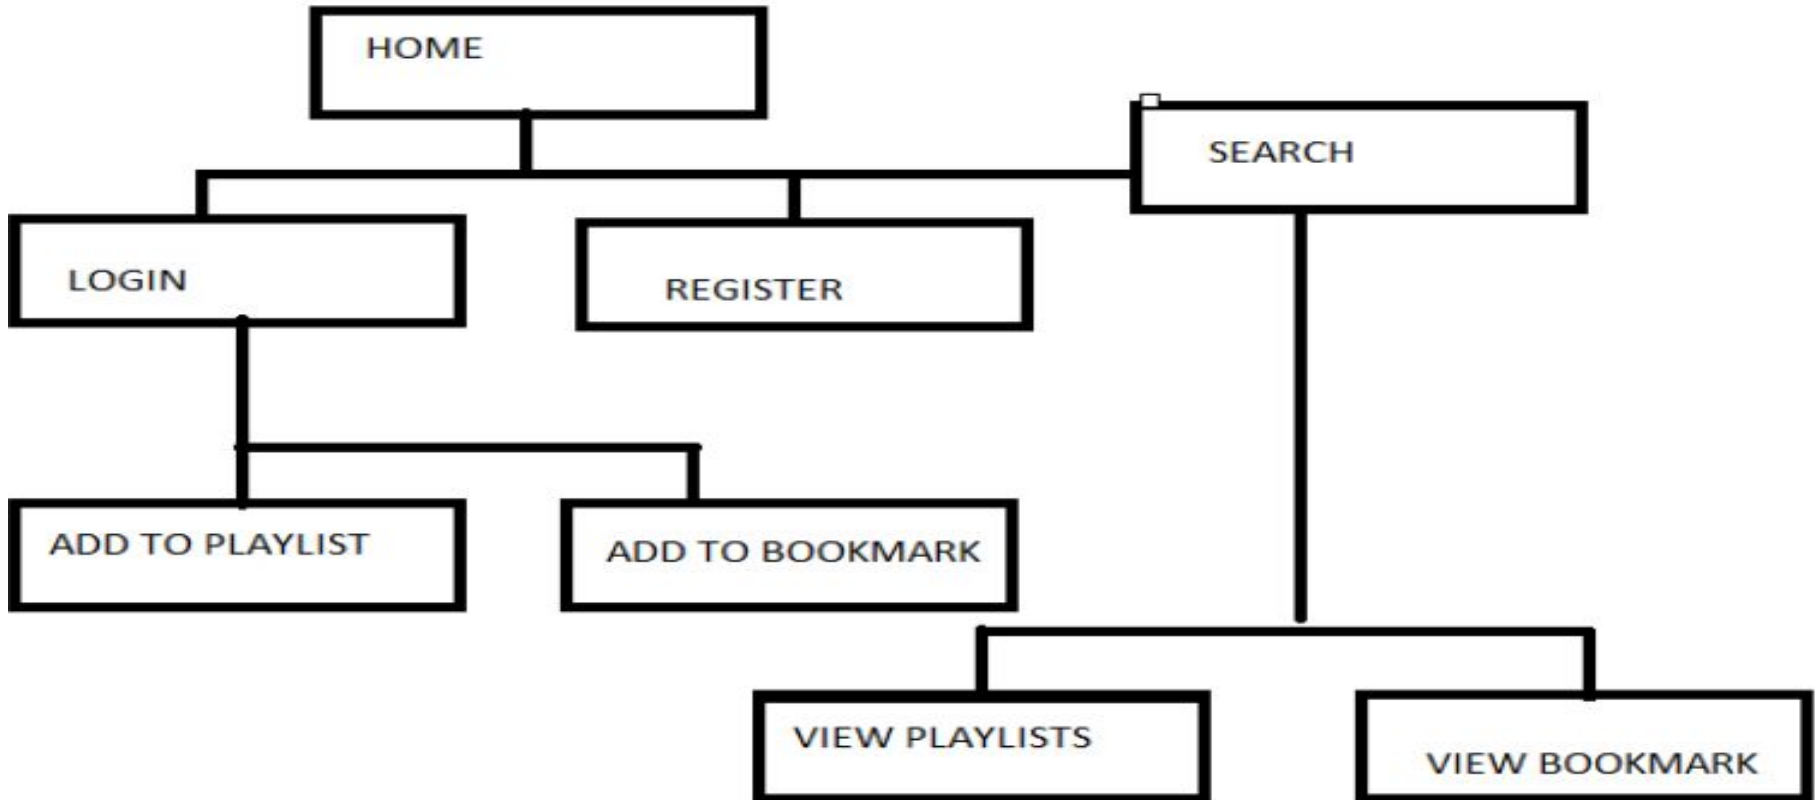 HOME
SEARCH
LOGIN
REGISTER
ADD TO PLAYLIST
ADD TO BOOKMARK
VIEW PLAYLISTS
VIEW BOOKMARK